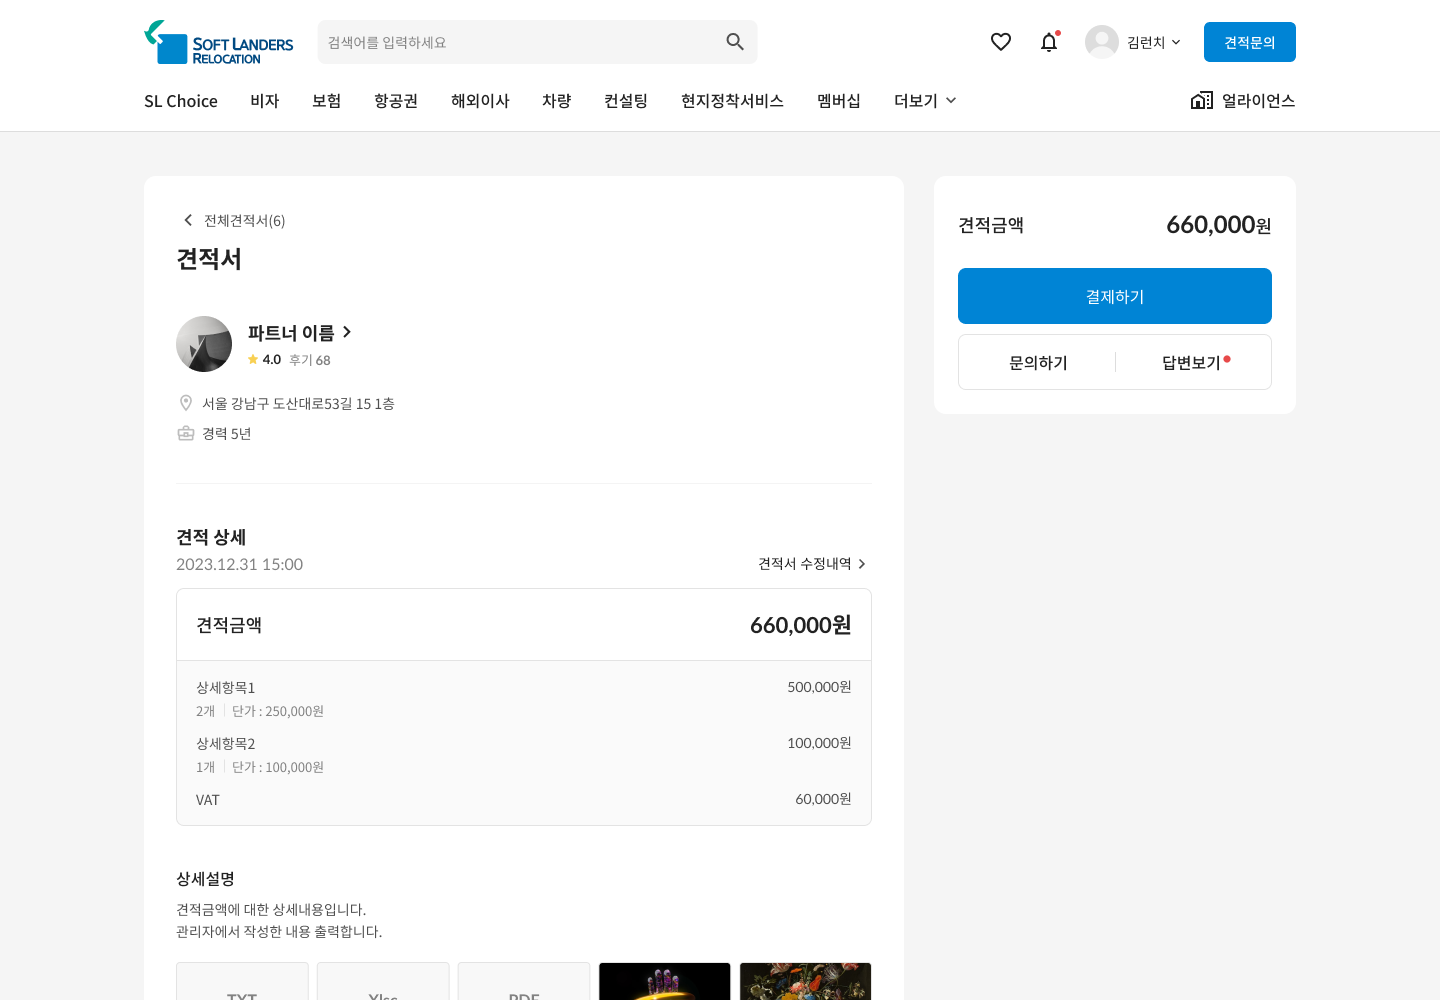 SOFT LANDERS
RELOCATION
검색어를 입력하세요
김런치
견적문의
SL Choice 비자 보험 항공권 해외이사 차량 컨설팅 현지정착서비스 멤버십 더보기
얼라이언스
전체견적서(6)
견적서
파트너 이름
4.0 후기 68
서울 강남구 도산대로53길 15 1층
경력 5년
견적 상세
2023.12.31 15:00
견적서 수정내역
견적금액 660,000원
상세항목1 500,000원
2개 단가 : 250,000원
상세항목2 100,000원
1개 단가 : 100,000원
VAT 60,000원
상세설명
견적금액에 대한 상세내용입니다.
관리자에서 작성한 내용 출력합니다.
TXT Xlsc PDF
견적금액 660,000원
결제하기
문의하기 답변보기